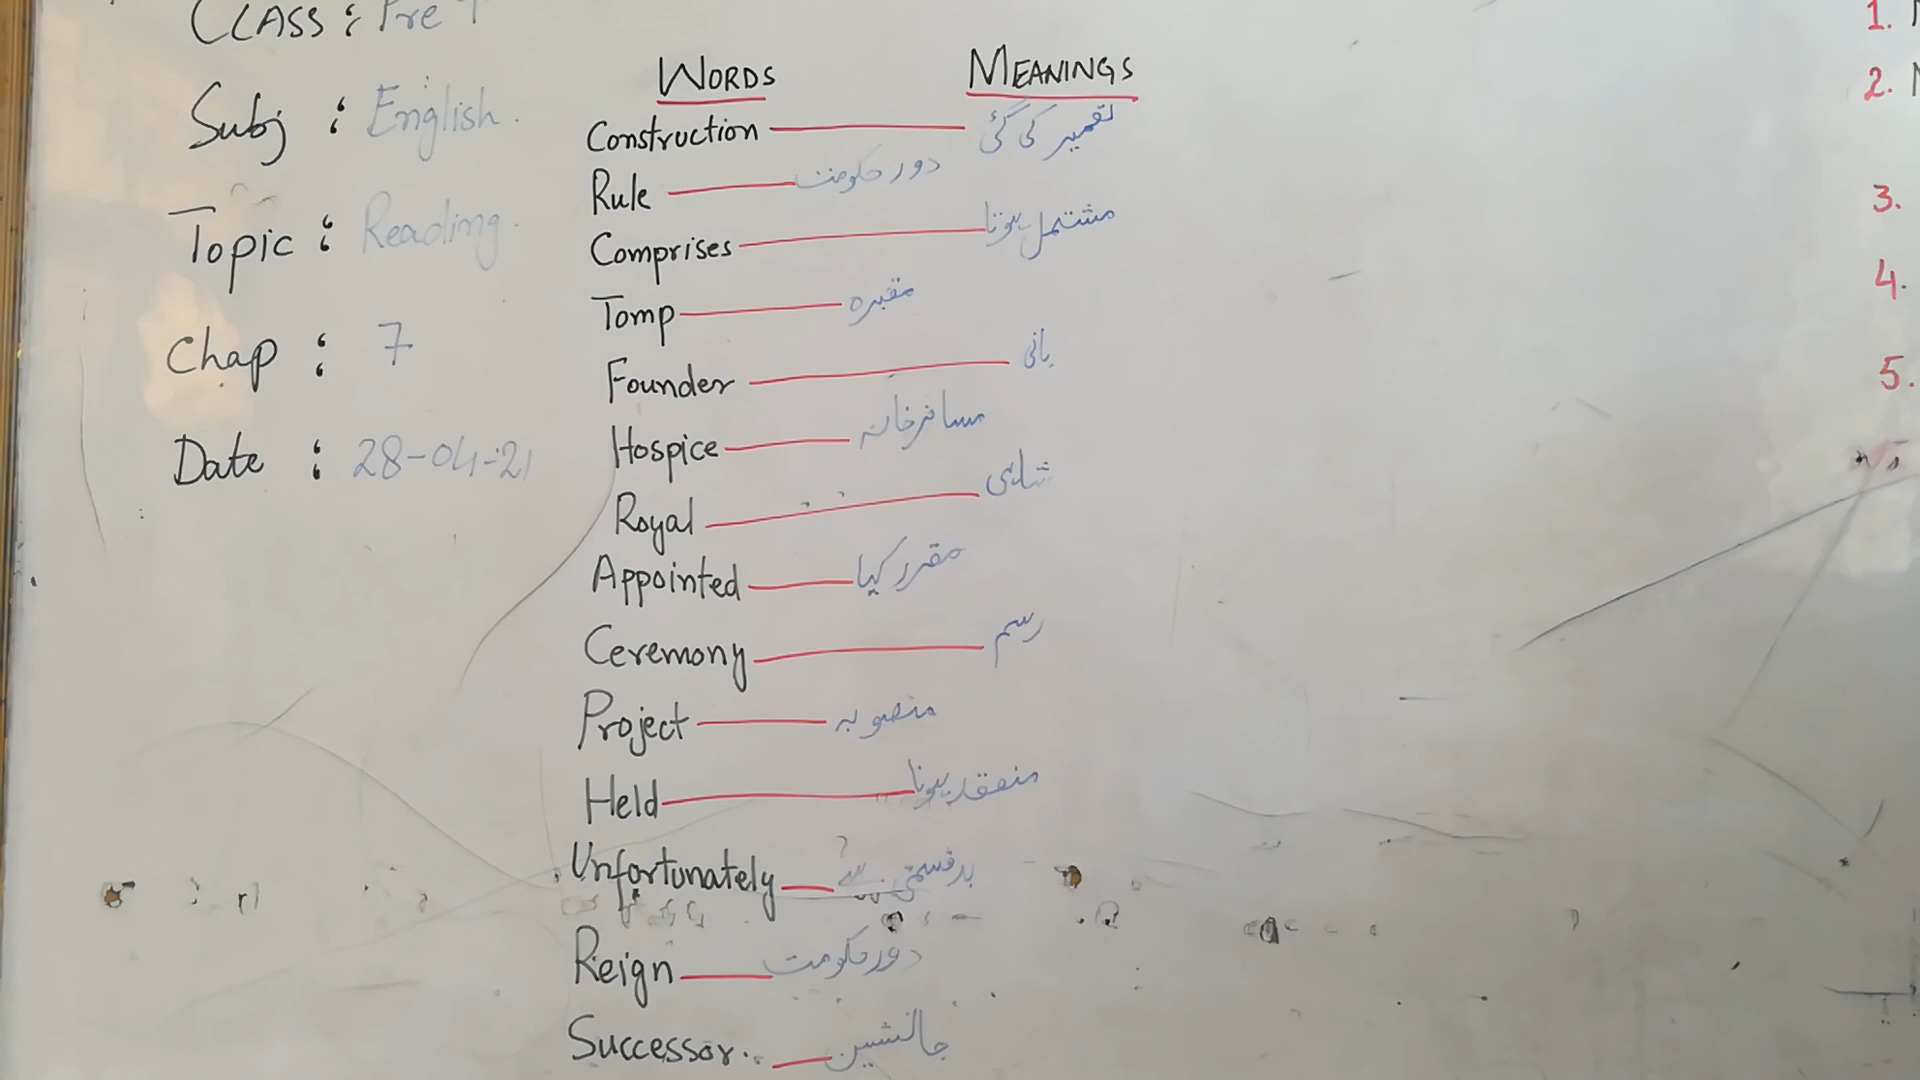 CLASS : Pre
Subj : English.
Topic : Reading.
Chap : 7
Date : 28-04-21
WORDS MEANINGS
Construction تعمیر کی گئی
Rule دور حکومت
Comprises مشتمل ہونا
Tomp مقبرہ
Founder بانی
Hospice مسافر خانہ
Royal شاہی
Appointed مقرر کیا
Ceremony رسم
Project منصوبہ
Held منعقد ہونا
Unfortunately بدقسمتی سے
Reign دور حکومت
Successor. جانشین
1.
2.
3.
4.
5.